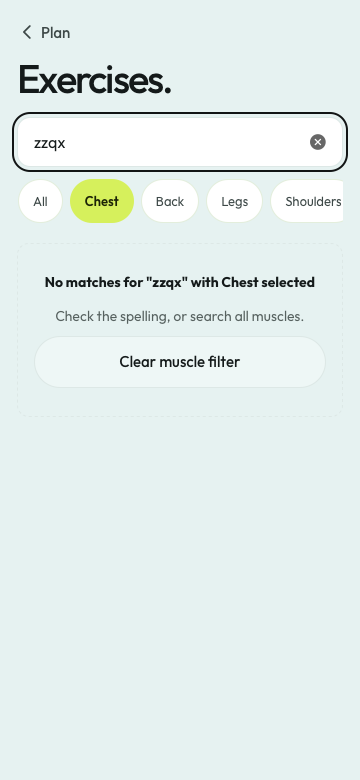 Plan
Exercises.
zzqx
All Chest Back Legs Shoulders
No matches for "zzqx" with Chest selected
Check the spelling, or search all muscles.
Clear muscle filter